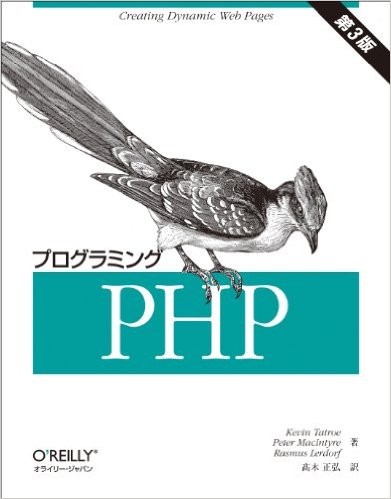 Creating Dynamic Web Pages
第3版
プログラミング
PHP
Kevin Tatroe
Peter MacIntyre 著
Rasmus Lerdorf
髙木 正弘 訳
O'REILLY®
オライリー・ジャパン